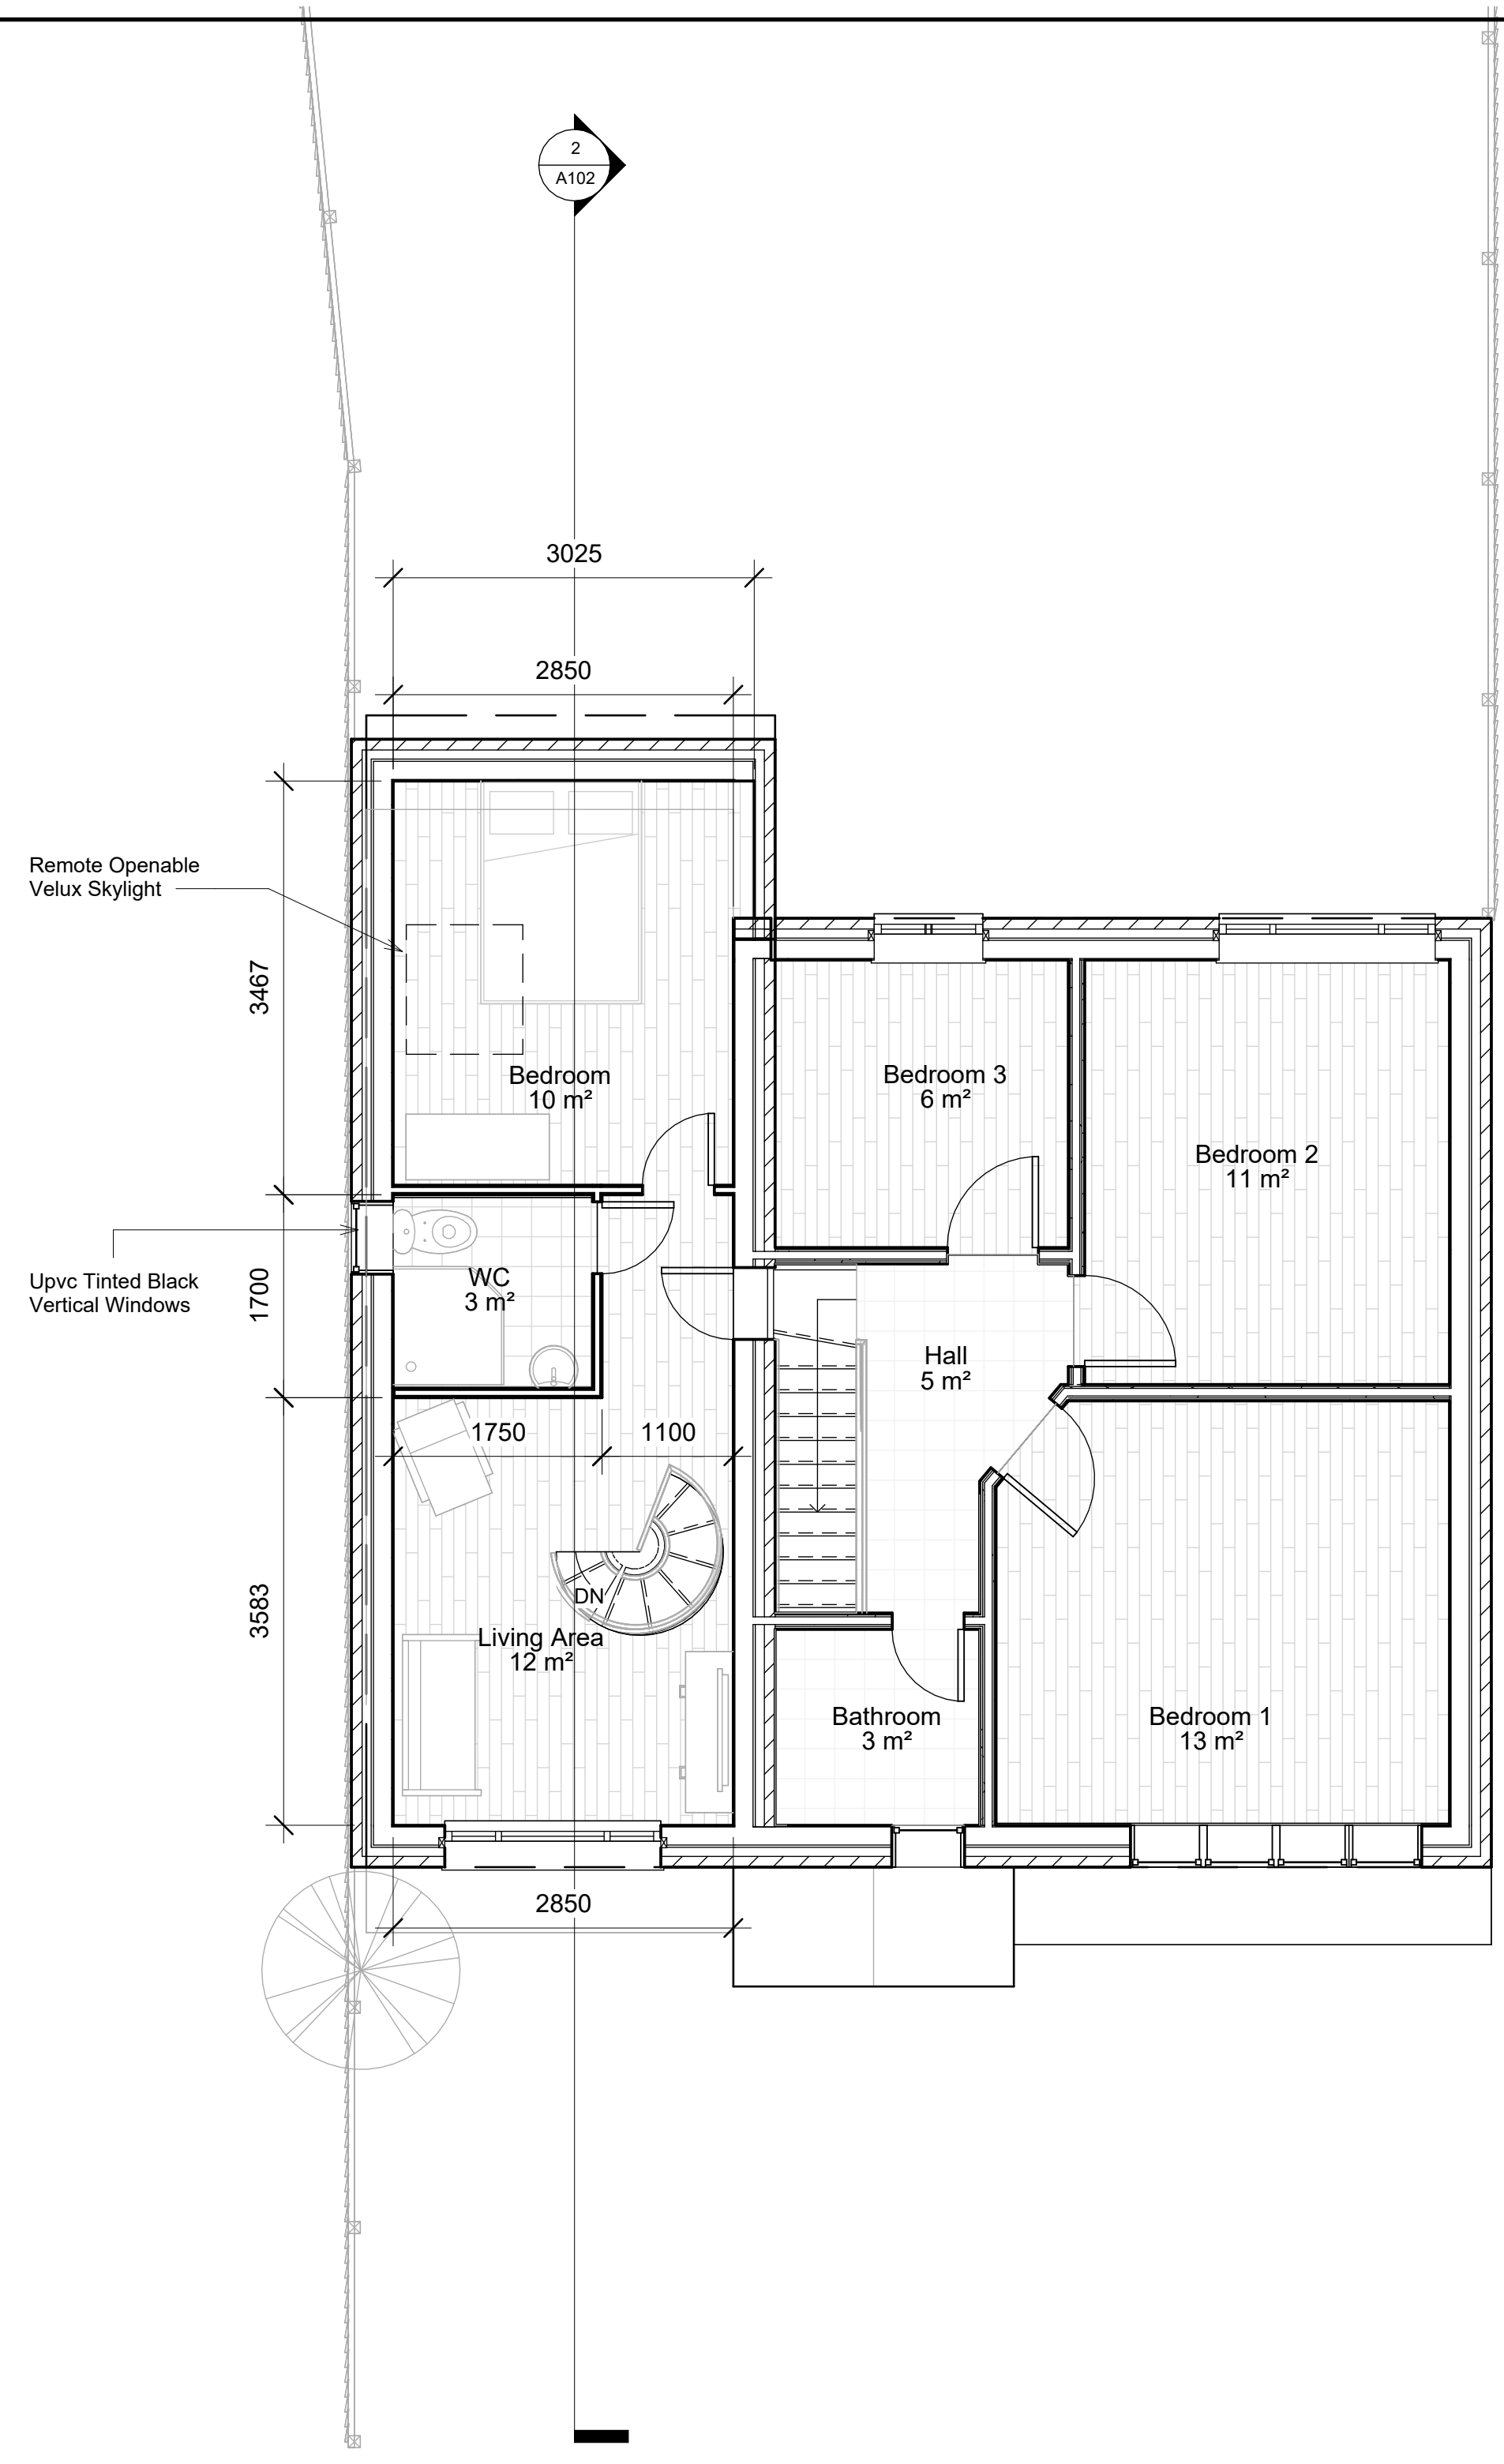 2
A102
3025
2850
Remote Openable
Velux Skylight
3467
Bedroom
10 m²
Bedroom 3
6 m²
Bedroom 2
11 m²
Upvc Tinted Black
Vertical Windows
1700
WC
3 m²
Hall
5 m²
1750
1100
3583
DN
Living Area
12 m²
Bathroom
3 m²
Bedroom 1
13 m²
2850